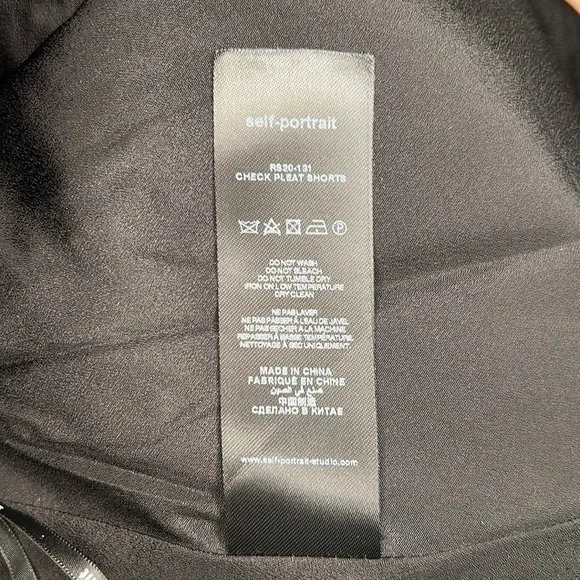 self-portrait
RS20-131
CHECK PLEAT SHORTS
DO NOT WASH
DO NOT BLEACH
DO NOT TUMBLE DRY
IRON ON LOW TEMPERATURE
DRY CLEAN
NE PAS LAVER
NE PAS PASSER À L'EAU DE JAVEL
NE PAS SECHER A LA MACHINE
REPASSER À BASSE TEMPÉRATURE.
NETTOYAGE À SEC UNIQUEMENT.
MADE IN CHINA
FABRIQUÉ EN CHINE
صنع في الصين
中国制造
СДЕЛАНО В КИТАЕ
www.self-portrait-studio.com